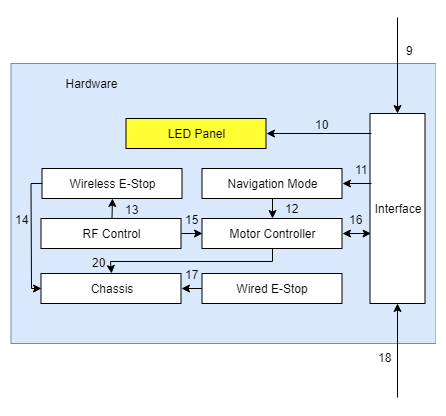 9
Hardware
LED Panel
10
Wireless E-Stop
Navigation Mode
11
14
13
12
Interface
RF Control
15
Motor Controller
16
20
17
Chassis
Wired E-Stop
18